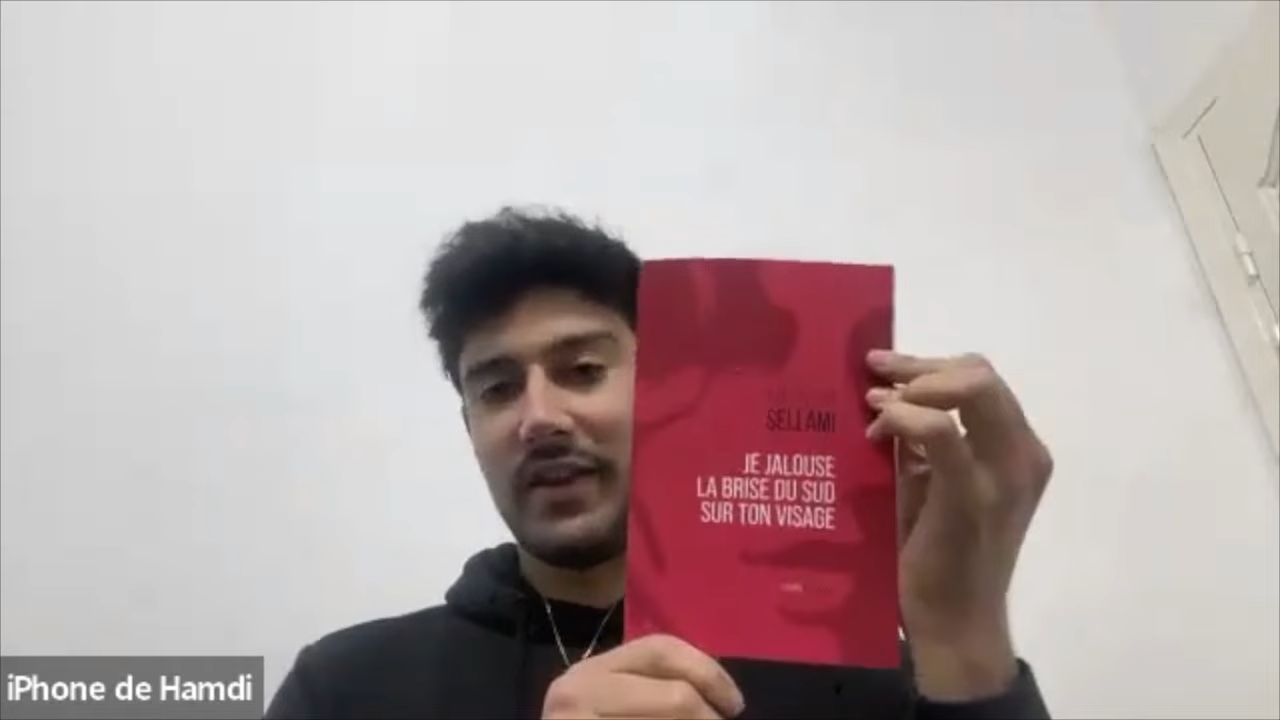 SELLAMI
JE JALOUSE
LA BRISE DU SUD
SUR TON VISAGE
iPhone de Hamdi